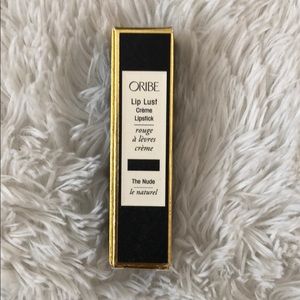 ORIBE
Lip Lust
Crème
Lipstick
rouge
à lèvres
crème
The Nude
le naturel